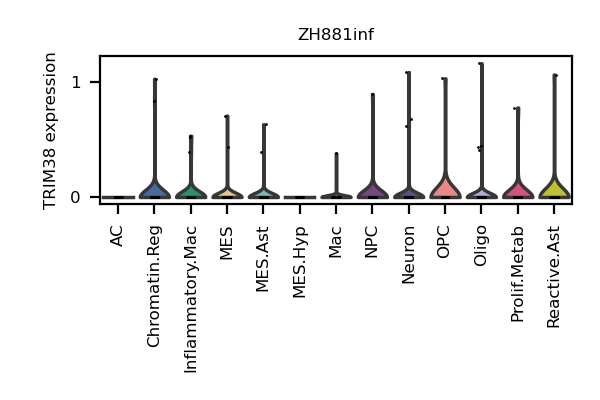 ZH881inf
TRIM38 expression
1
0
AC
Chromatin.Reg
Inflammatory.Mac
MES
MES.Ast
MES.Hyp
Mac
NPC
Neuron
OPC
Oligo
Prolif.Metab
Reactive.Ast